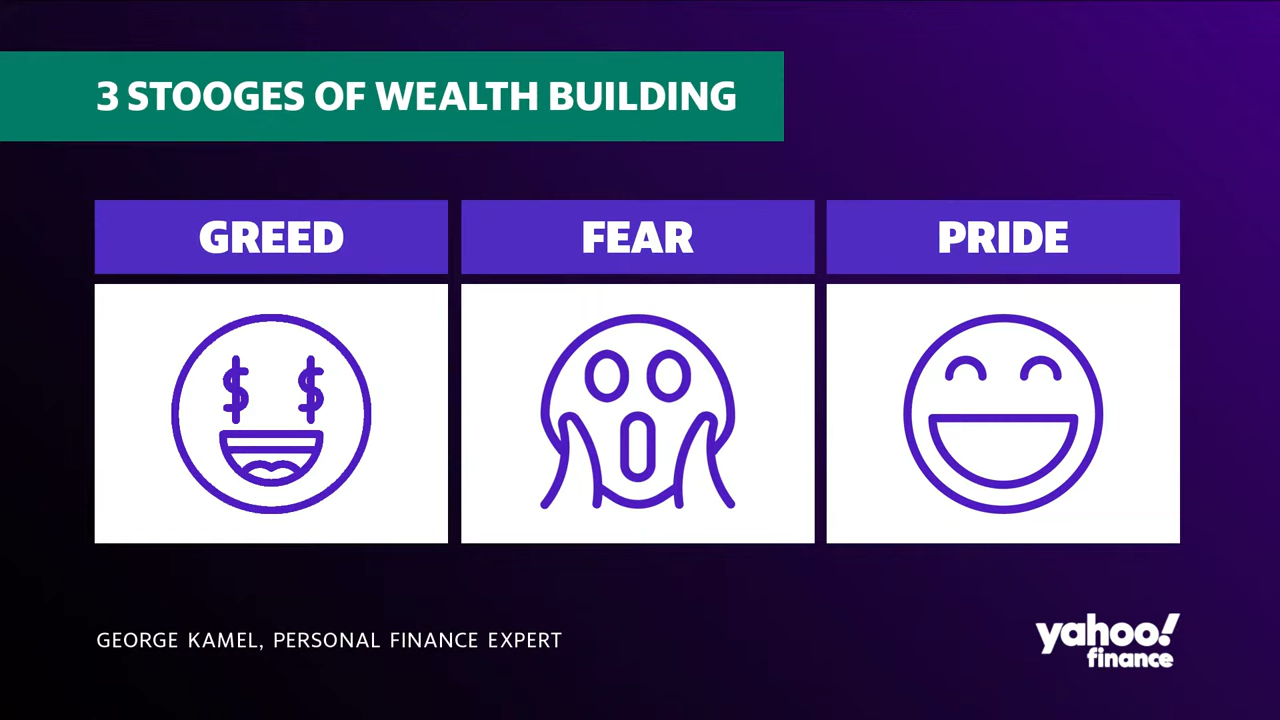 3 STOOGES OF WEALTH BUILDING
GREED
FEAR
PRIDE
$ $
GEORGE KAMEL, PERSONAL FINANCE EXPERT
yahoo!
finance